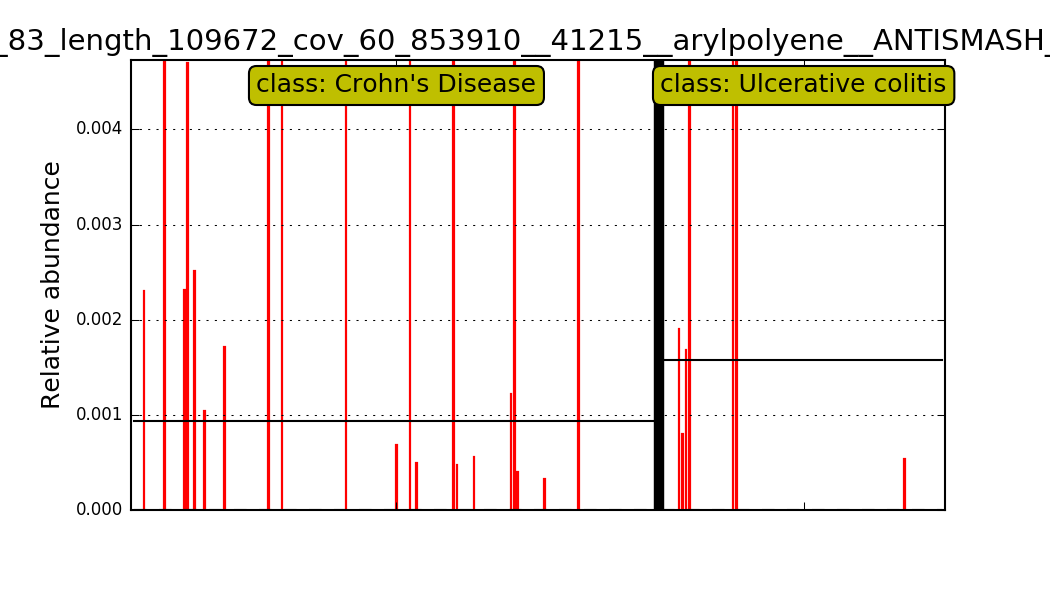 _83_length_109672_cov_60_853910__41215__arylpolyene__ANTISMASH_
class: Crohn's Disease
class: Ulcerative colitis
Relative abundance
0.004
0.003
0.002
0.001
0.000